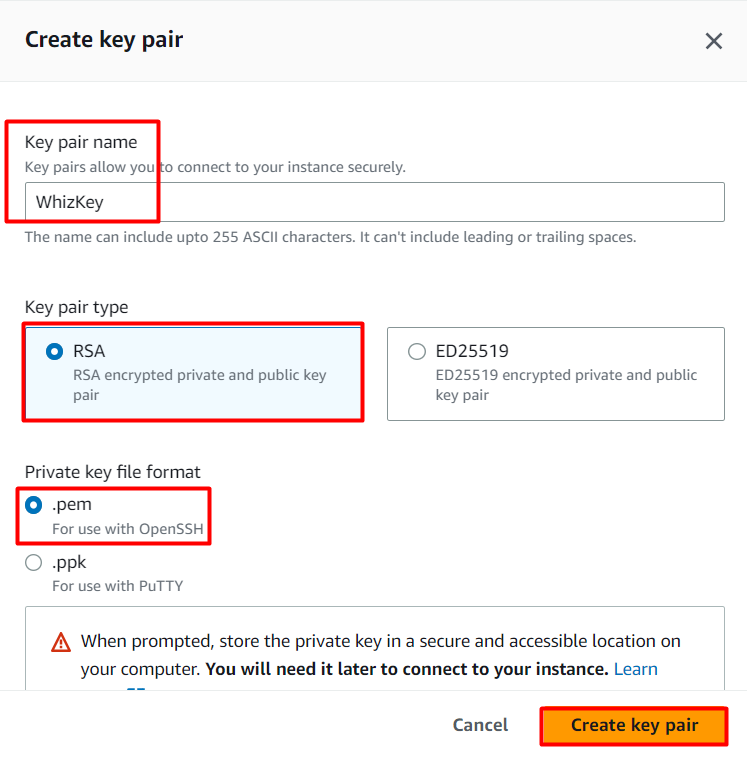 Create key pair
Key pair name
Key pairs allow you to connect to your instance securely.
WhizKey
The name can include upto 255 ASCII characters. It can't include leading or trailing spaces.
Key pair type
RSA
RSA encrypted private and public key
pair
ED25519
ED25519 encrypted private and public
key pair
Private key file format
.pem
For use with OpenSSH
.ppk
For use with PuTTY
When prompted, store the private key in a secure and accessible location on
your computer. You will need it later to connect to your instance. Learn
Cancel
Create key pair